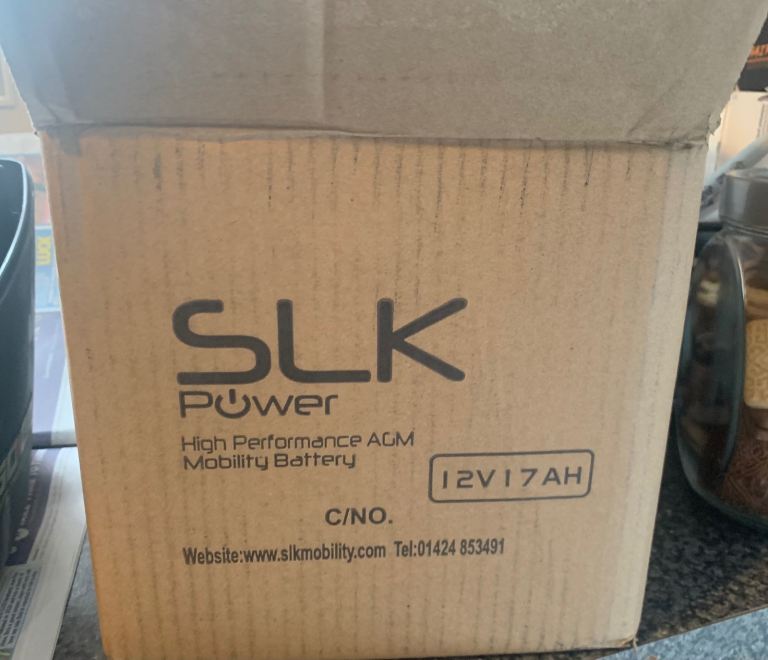 SLK
Power
High Performance AGM
Mobility Battery
12V17AH
C/NO.
Website:www.slkmobility.com Tel:01424 853491